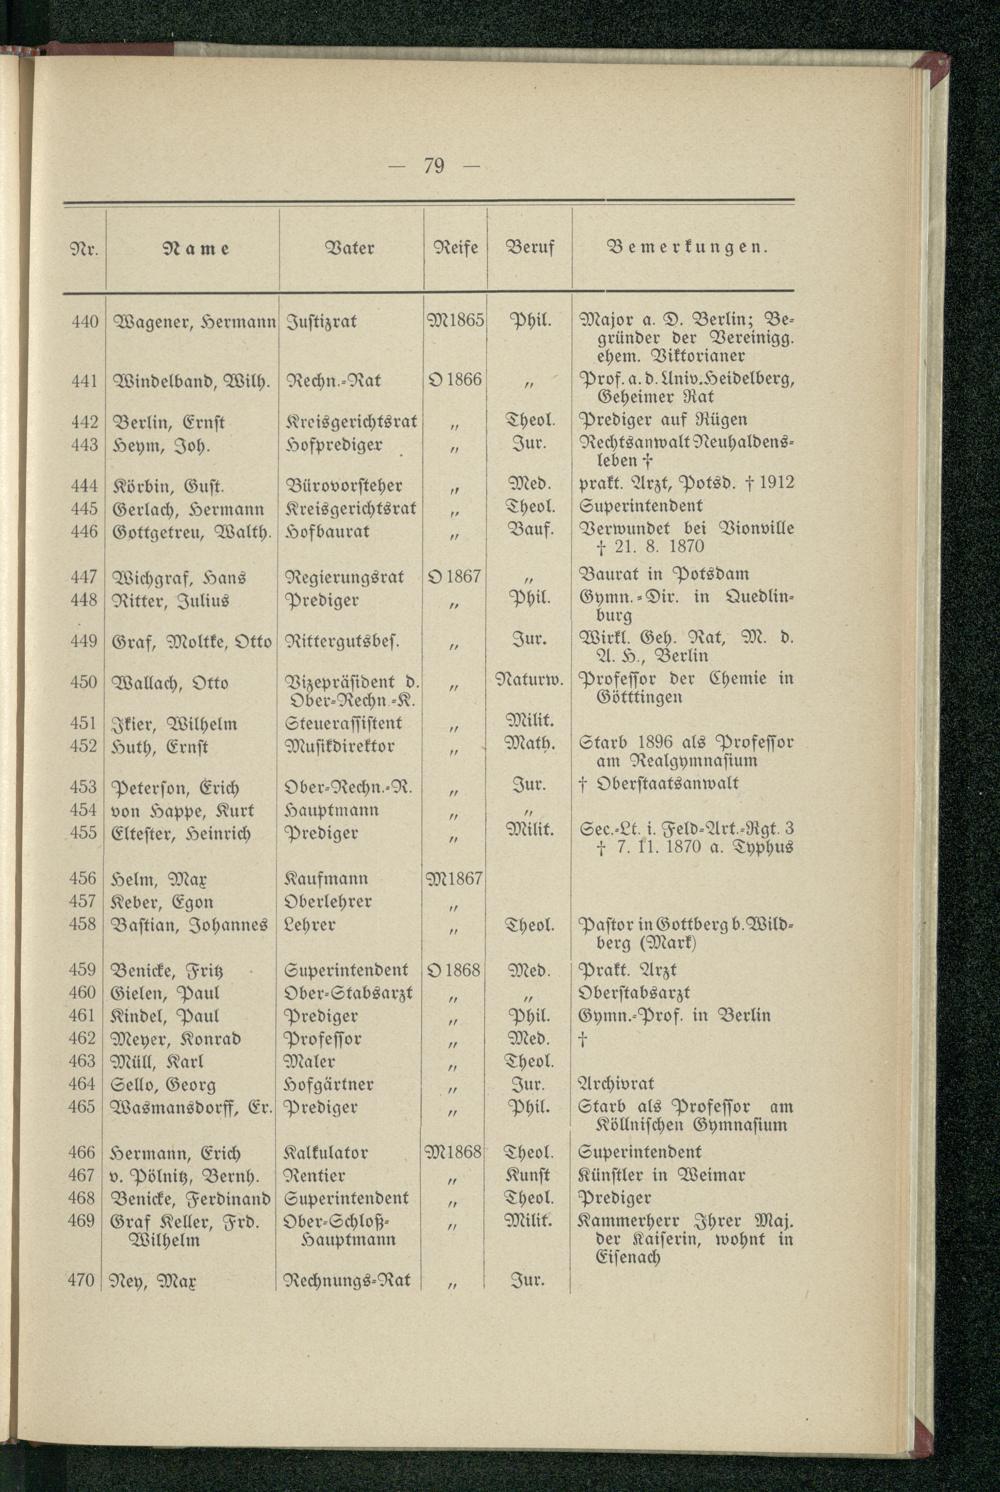 — 79 —
Nr. Name Vater Reife Beruf Bemerkungen.
440 Wagener, Hermann Justizrat M1865 Phil. Major a. D. Berlin; Be-
gründer der Vereinigg.
ehem. Viktorianer
441 Windelband, Wilh. Rechn.-Rat O 1866 „ Prof. a. d. Univ. Heidelberg,
Geheimer Rat
442 Berlin, Ernst Kreisgerichtsrat „ Theol. Prediger auf Rügen
443 Heym, Joh. Hofprediger „ Jur. Rechtsanwalt Neuhaldens-
leben †
444 Körbin, Gust. Bürovorsteher „ Med. prakt. Arzt, Potsd. † 1912
445 Gerlach, Hermann Kreisgerichtsrat „ Theol. Superintendent
446 Gottgetreu, Walth. Hofbaurat „ Bauf. Verwundet bei Vionville
† 21. 8. 1870
447 Wichgraf, Hans Regierungsrat O 1867 „ Baurat in Potsdam
448 Ritter, Julius Prediger „ Phil. Gymn.-Dir. in Quedlin-
burg
449 Graf, Moltke, Otto Rittergutsbes. „ Jur. Wirkl. Geh. Rat, M. d.
A. H., Berlin
450 Wallach, Otto Vizepräsident d. „ Naturw. Professor der Chemie in
Ober-Rechn.-K. Götttingen
451 Ikier, Wilhelm Steuerassistent „ Milit.
452 Huth, Ernst Musikdirektor „ Math. Starb 1896 als Professor
am Realgymnasium
453 Peterson, Erich Ober-Rechn.-R. „ Jur. † Oberstaatsanwalt
454 von Happe, Kurt Hauptmann „ „
455 Eltester, Heinrich Prediger „ Milit. Sec.-Lt. i. Feld-Art.-Rgt. 3
† 7. 11. 1870 a. Typhus
456 Helm, Max Kaufmann M1867
457 Keber, Egon Oberlehrer „
458 Bastian, Johannes Lehrer „ Theol. Pastor in Gottberg b. Wild-
berg (Mark)
459 Benicke, Fritz Superintendent O 1868 Med. Prakt. Arzt
460 Gielen, Paul Ober-Stabsarzt „ „ Oberstabsarzt
461 Kindel, Paul Prediger „ Phil. Gymn.-Prof. in Berlin
462 Meyer, Konrad Professor „ Med. †
463 Müll, Karl Maler „ Theol.
464 Sello, Georg Hofgärtner „ Jur. Archivrat
465 Wasmansdorff, Er. Prediger „ Phil. Starb als Professor am
Köllnischen Gymnasium
466 Hermann, Erich Kalkulator M1868 Theol. Superintendent
467 v. Pölnitz, Bernh. Rentier „ Kunst Künstler in Weimar
468 Benicke, Ferdinand Superintendent „ Theol. Prediger
469 Graf Keller, Frd. Ober-Schloß- „ Milit. Kammerherr Ihrer Maj.
Wilhelm Hauptmann der Kaiserin, wohnt in
Eisenach
470 Ney, Max Rechnungs-Rat „ Jur.